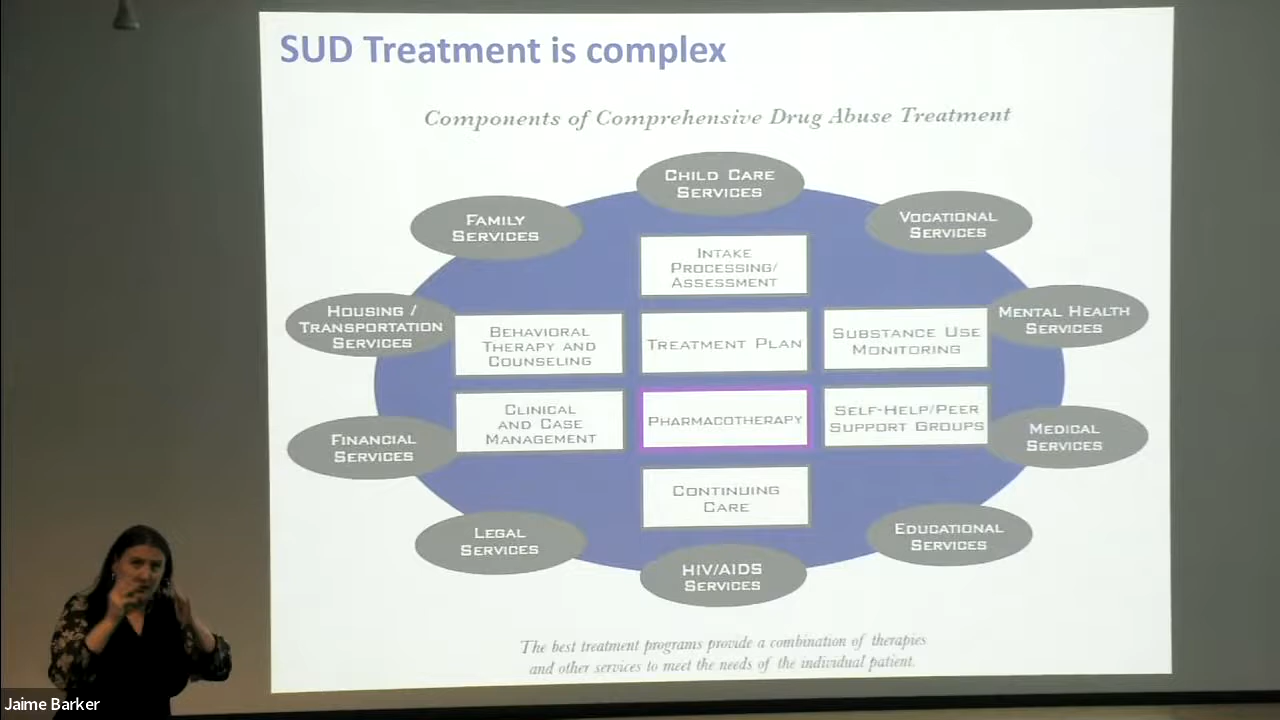 SUD Treatment is complex
Components of Comprehensive Drug Abuse Treatment
CHILD CARE
SERVICES
FAMILY
SERVICES
VOCATIONAL
SERVICES
INTAKE
PROCESSING/
ASSESSMENT
HOUSING /
TRANSPORTATION
SERVICES
BEHAVIORAL
THERAPY AND
COUNSELING
TREATMENT PLAN
SUBSTANCE USE
MONITORING
MENTAL HEALTH
SERVICES
CLINICAL
AND CASE
MANAGEMENT
PHARMACOTHERAPY
SELF-HELP/PEER
SUPPORT GROUPS
FINANCIAL
SERVICES
MEDICAL
SERVICES
CONTINUING
CARE
LEGAL
SERVICES
EDUCATIONAL
SERVICES
HIV/AIDS
SERVICES
The best treatment programs provide a combination of therapies
and other services to meet the needs of the individual patient.
Jaime Barker